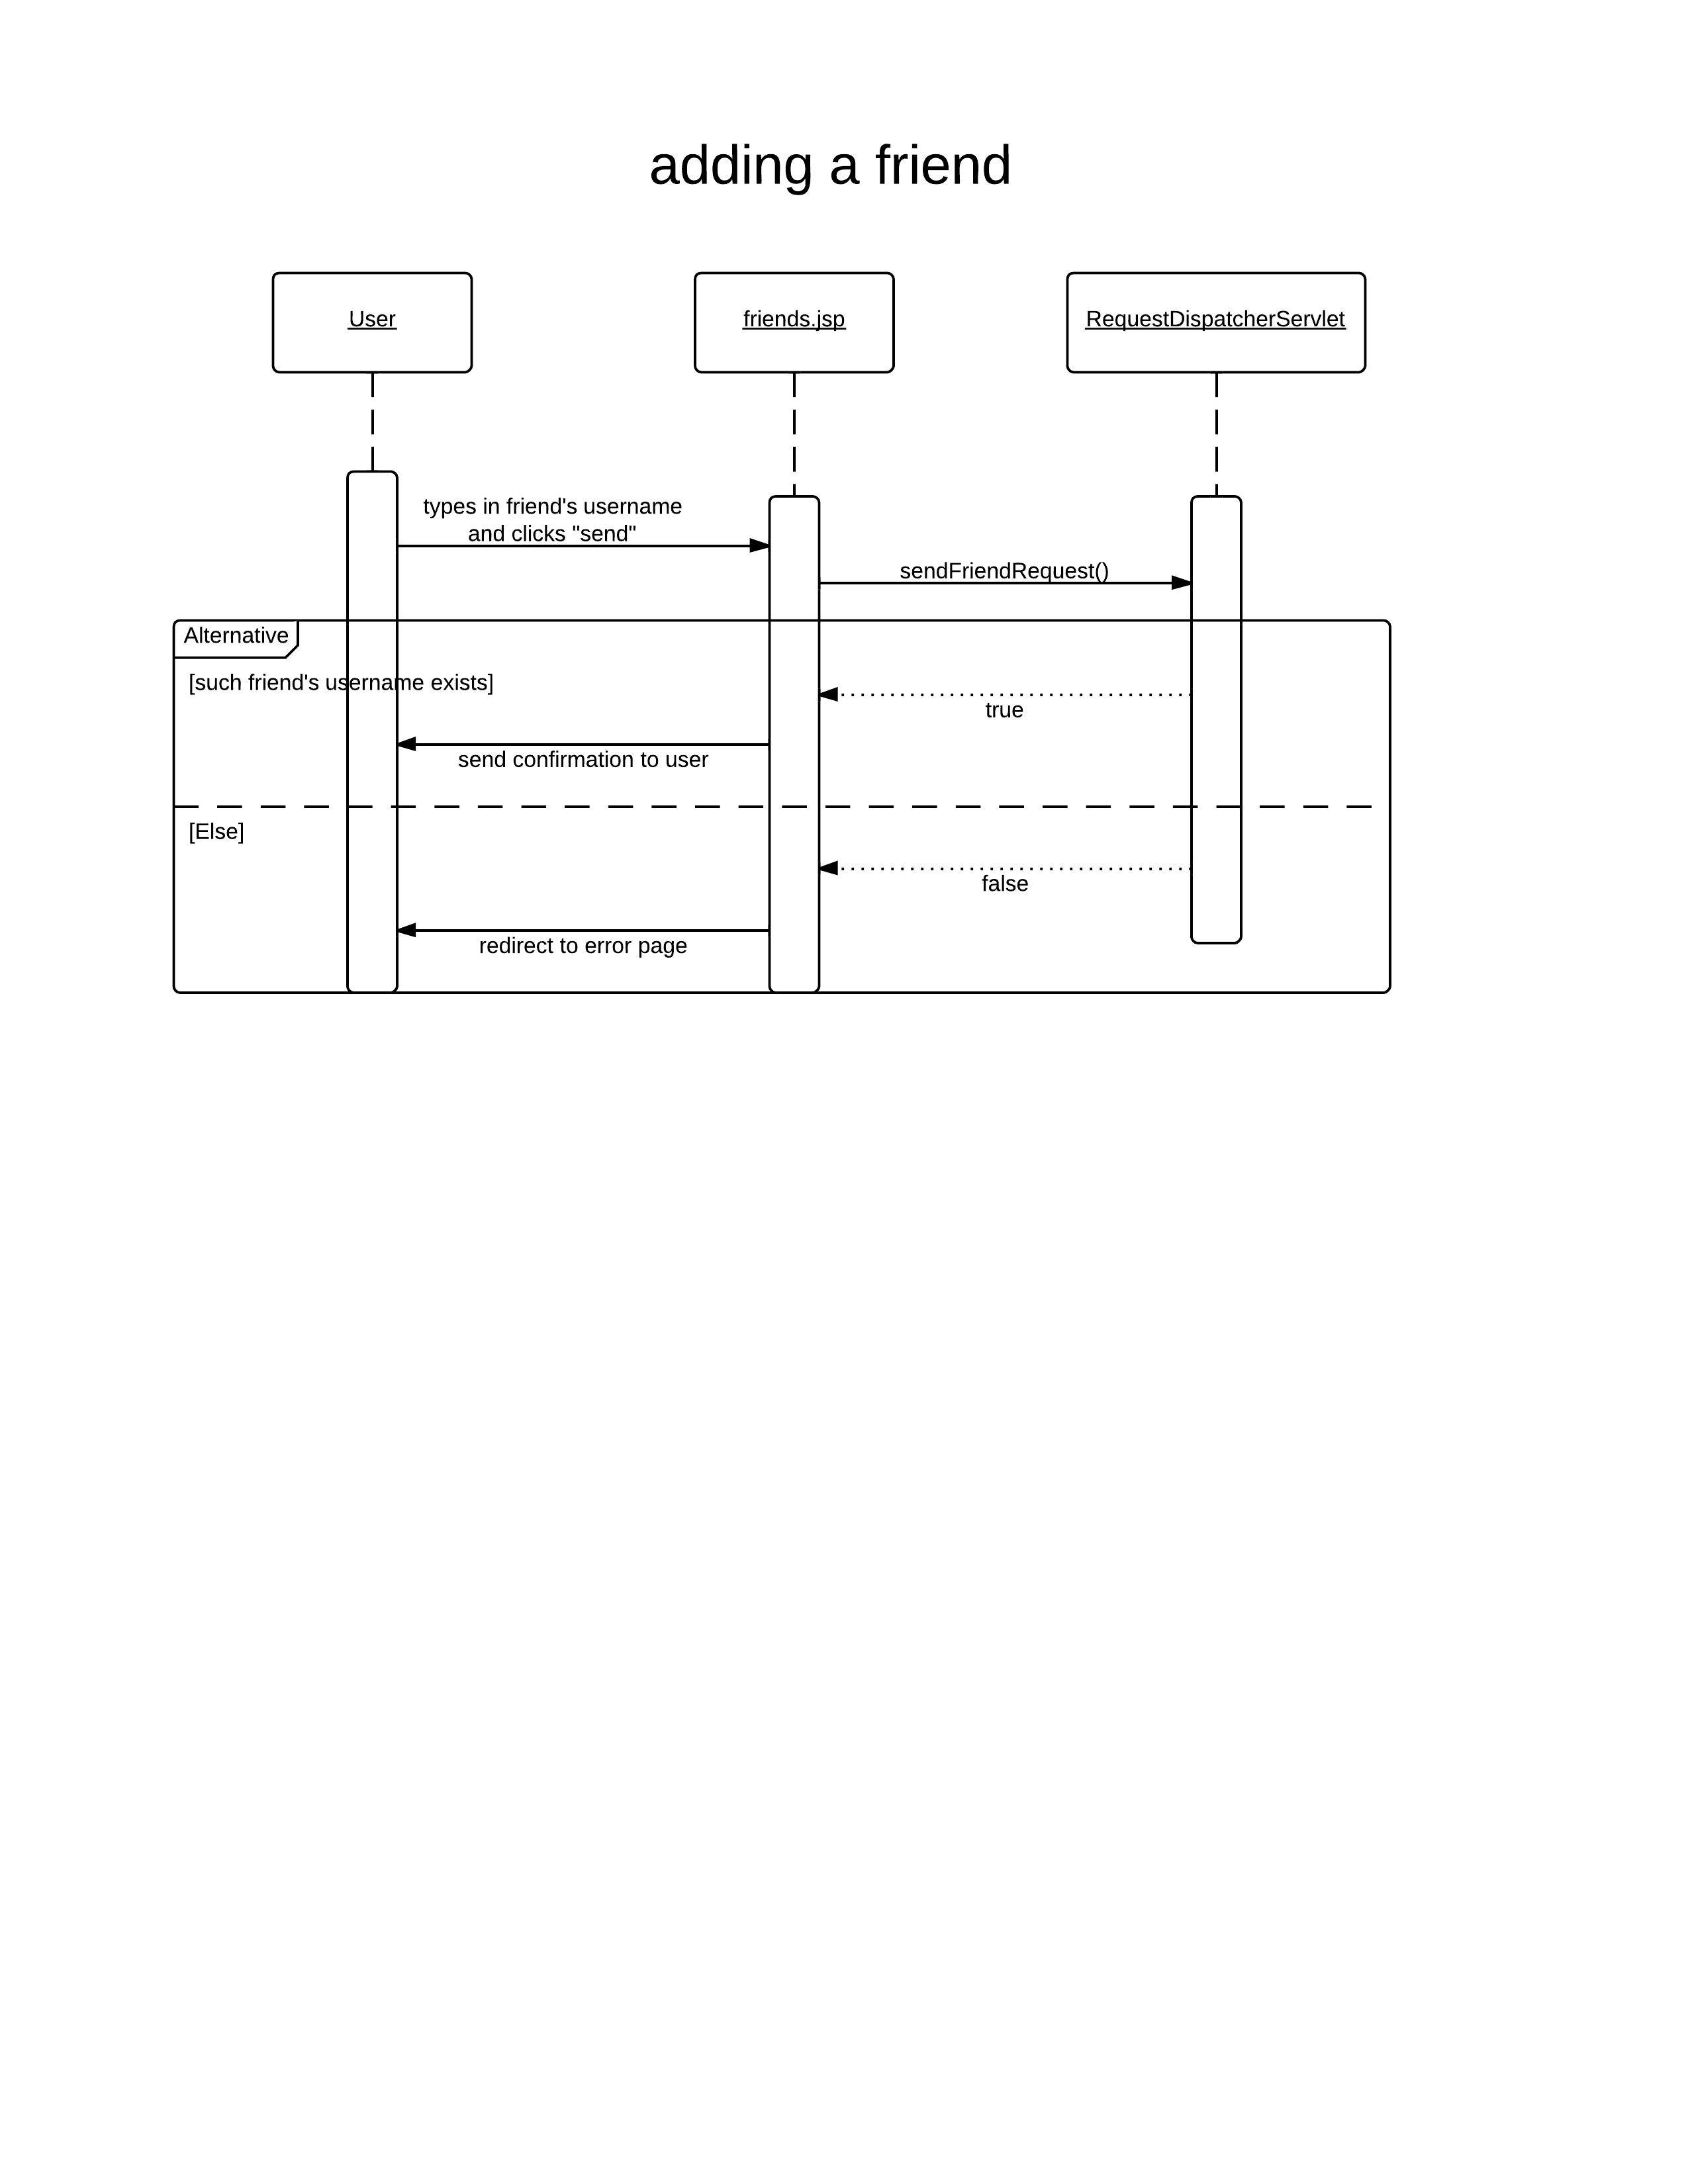 adding a friend
User
friends.jsp
RequestDispatcherServlet
types in friend's username
and clicks "send"
sendFriendRequest()
Alternative
[such friend's username exists]
true
send confirmation to user
[Else]
false
redirect to error page